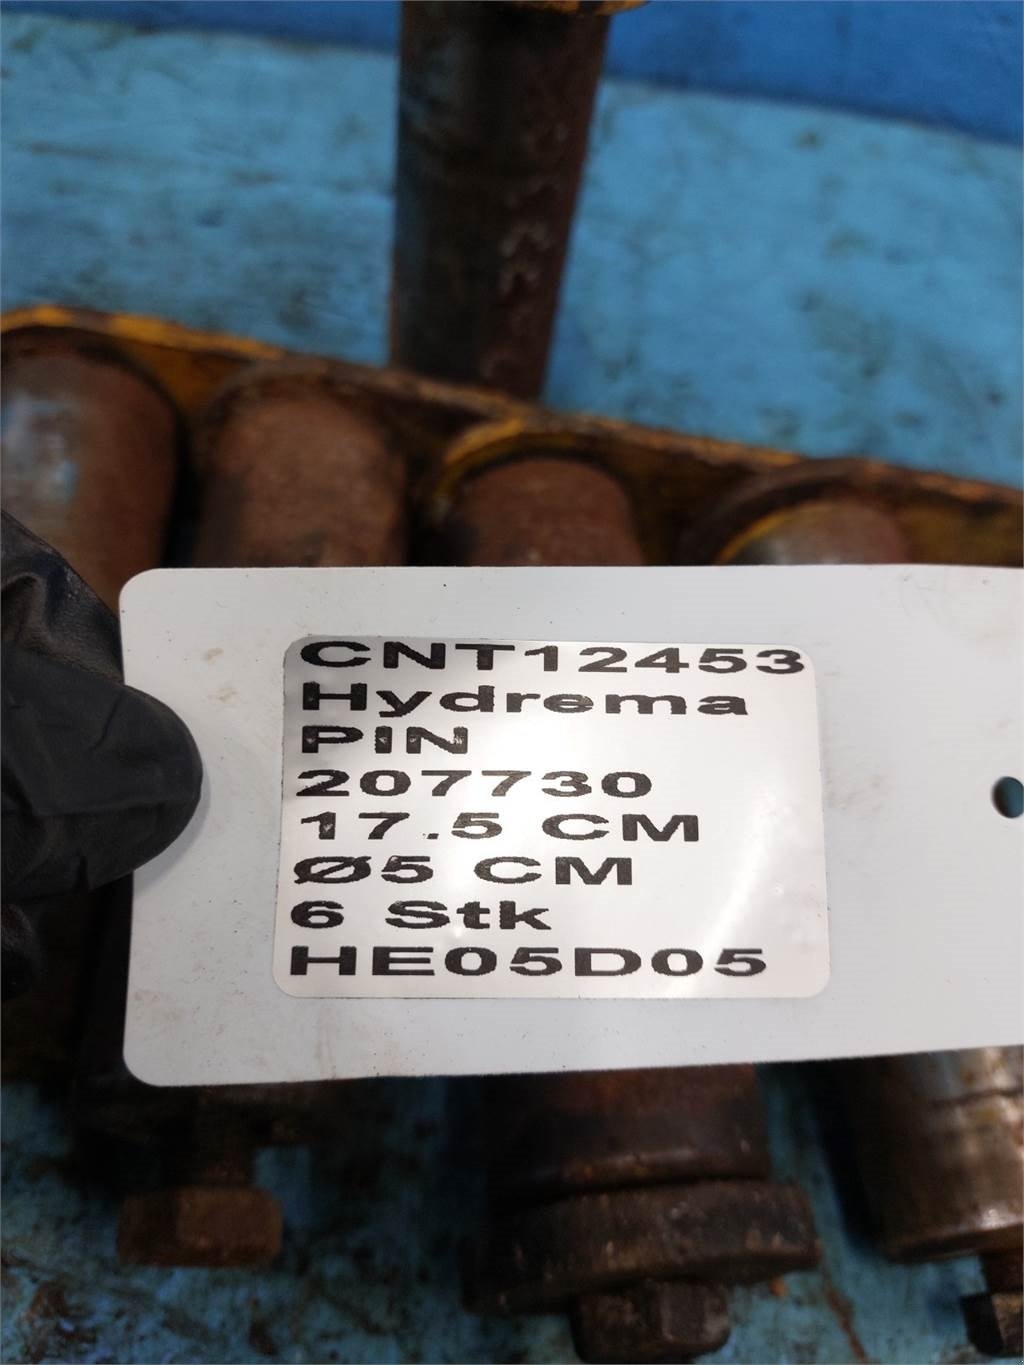 CNT12453
Hydrema
PIN
207730
17.5 CM
Ø5 CM
6 Stk
HE05D05